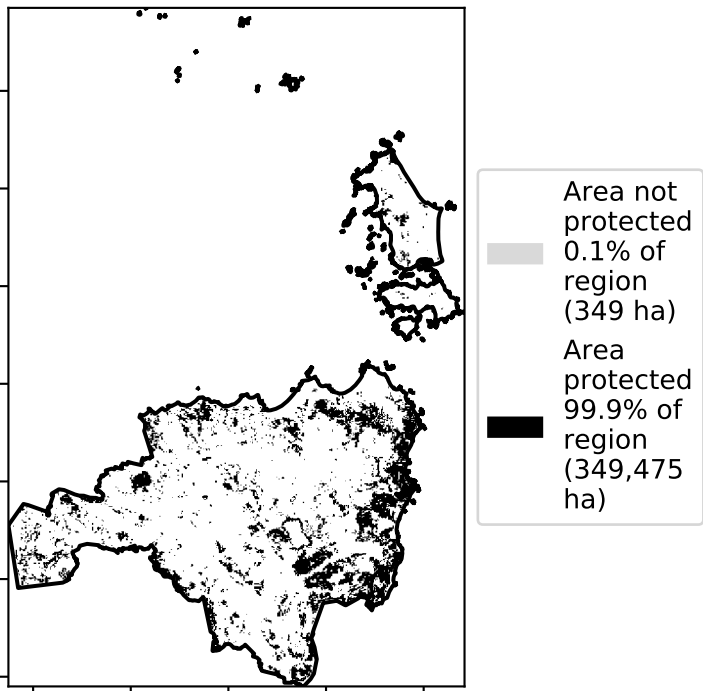 Area not
protected
0.1% of
region
(349 ha)
Area
protected
99.9% of
region
(349,475
ha)